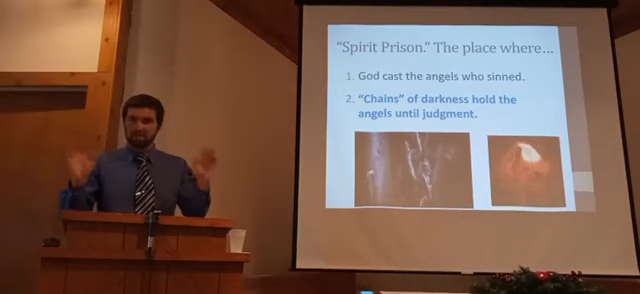 “Spirit Prison.” The place where…
1. God cast the angels who sinned.
2. “Chains” of darkness hold the
angels until judgment.